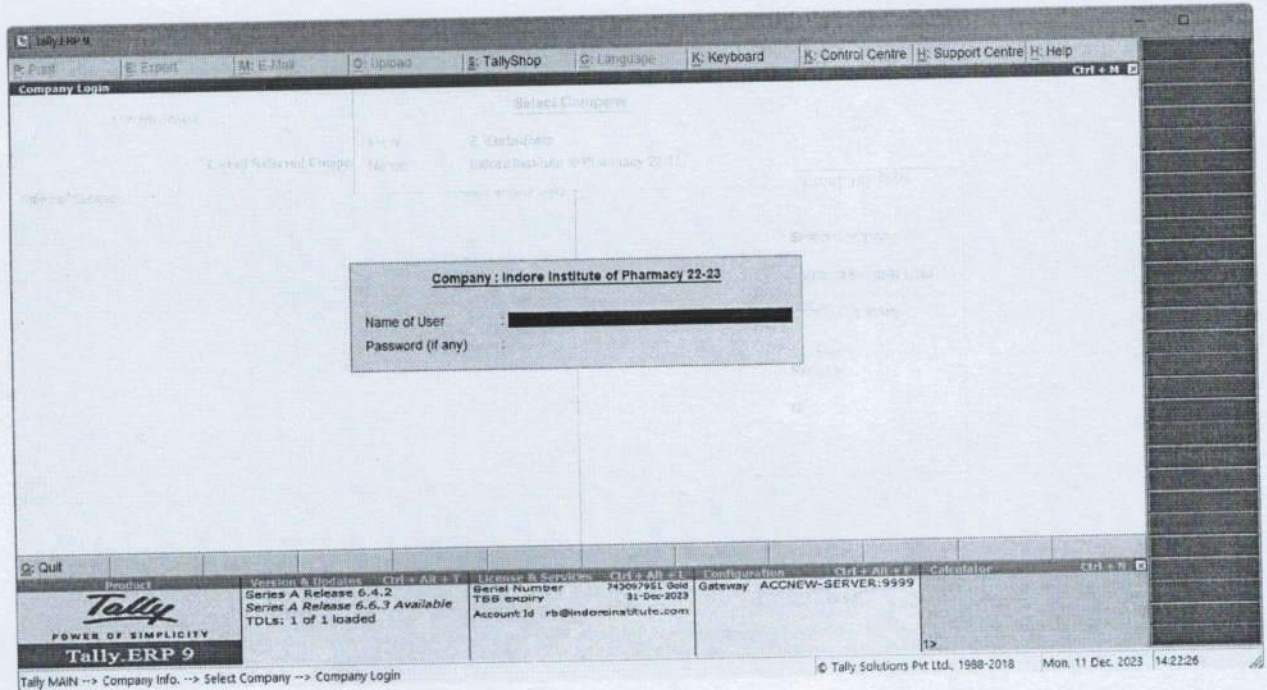 Tally.ERP 9
P: Print E: Export M: E-Mail O: Upload S: TallyShop G: Language K: Keyboard K: Control Centre H: Support Centre H: Help
Company Login Ctrl + M
Select Company
List of Selected Compa
Name
Company : Indore Institute of Pharmacy 22-23
Name of User :
Password (if any) :
Q: Quit
Product Version & Updates Ctrl + Alt + T License & Services Ctrl + Alt + L Configuration Ctrl + Alt + F Calculator Ctrl + N
Tally
POWER OF SIMPLICITY
Tally.ERP 9
Series A Release 6.4.2
Series A Release 6.6.3 Available
TDLs: 1 of 1 loaded
Serial Number Gold
TSS expiry 31-Dec-2023
Account Id rb@indoreinstitute.com
Gateway ACCNEW-SERVER:9999
1>
Tally MAIN --> Company Info. --> Select Company --> Company Login © Tally Solutions Pvt Ltd., 1988-2018 Mon, 11 Dec, 2023 14:22:26